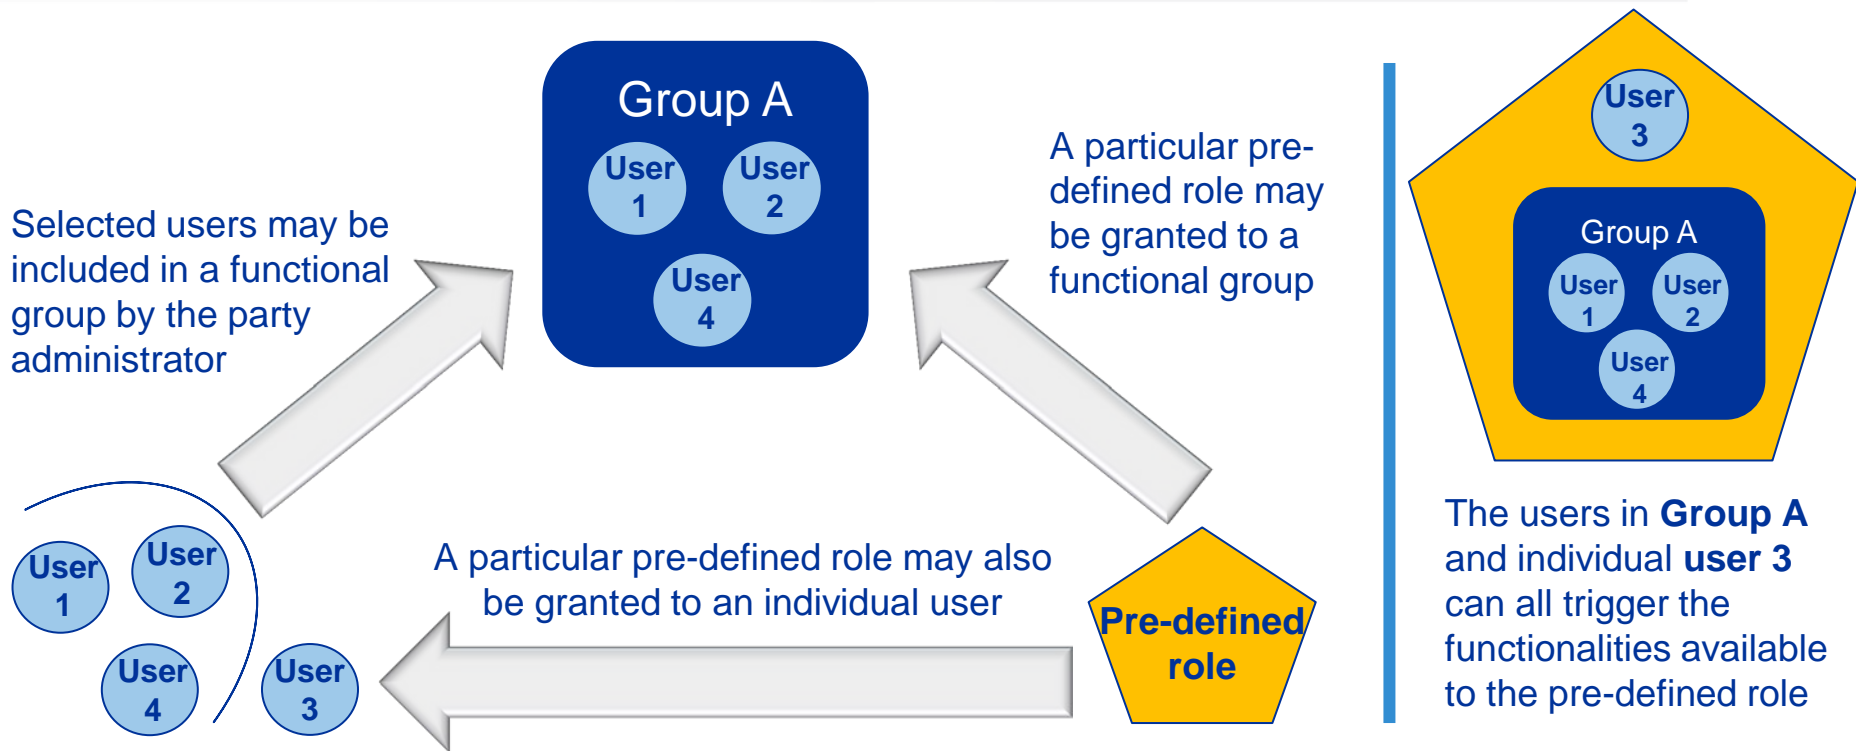 Group A
User
1
User
2
User
4
Selected users may be
included in a functional
group by the party
administrator
A particular pre-
defined role may
be granted to a
functional group
User
1
User
2
User
4
User
3
A particular pre-defined role may also
be granted to an individual user
Pre-defined
role
User
3
Group A
User
1
User
2
User
4
The users in Group A
and individual user 3
can all trigger the
functionalities available
to the pre-defined role